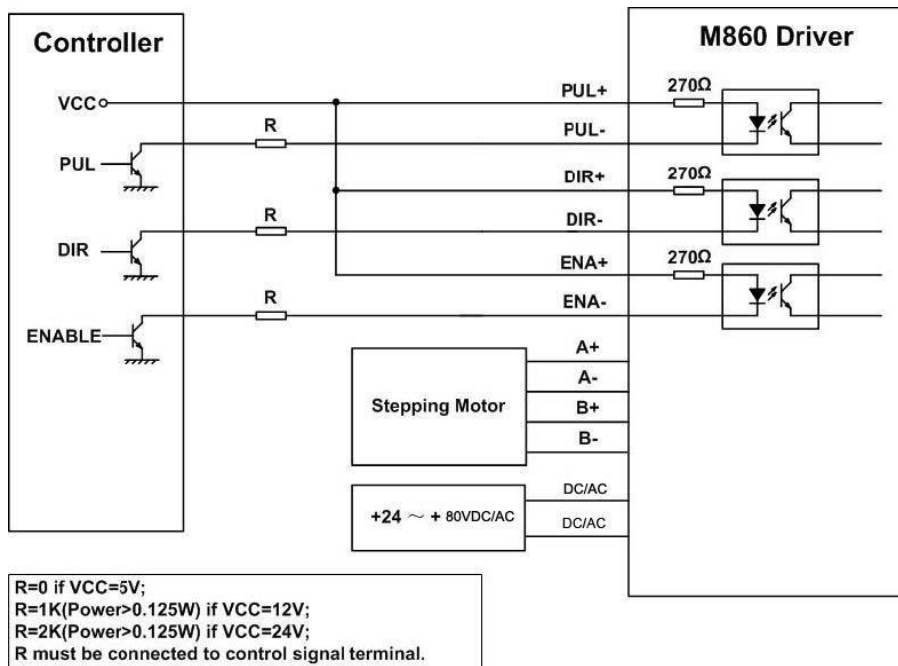 Controller
M860 Driver
VCC
PUL+
270Ω
R
PUL-
PUL
DIR+
270Ω
R
DIR-
DIR
ENA+
270Ω
R
ENA-
ENABLE
A+
A-
Stepping Motor
B+
B-
DC/AC
+24 ～ + 80VDC/AC
DC/AC
R=0 if VCC=5V;
R=1K(Power>0.125W) if VCC=12V;
R=2K(Power>0.125W) if VCC=24V;
R must be connected to control signal terminal.